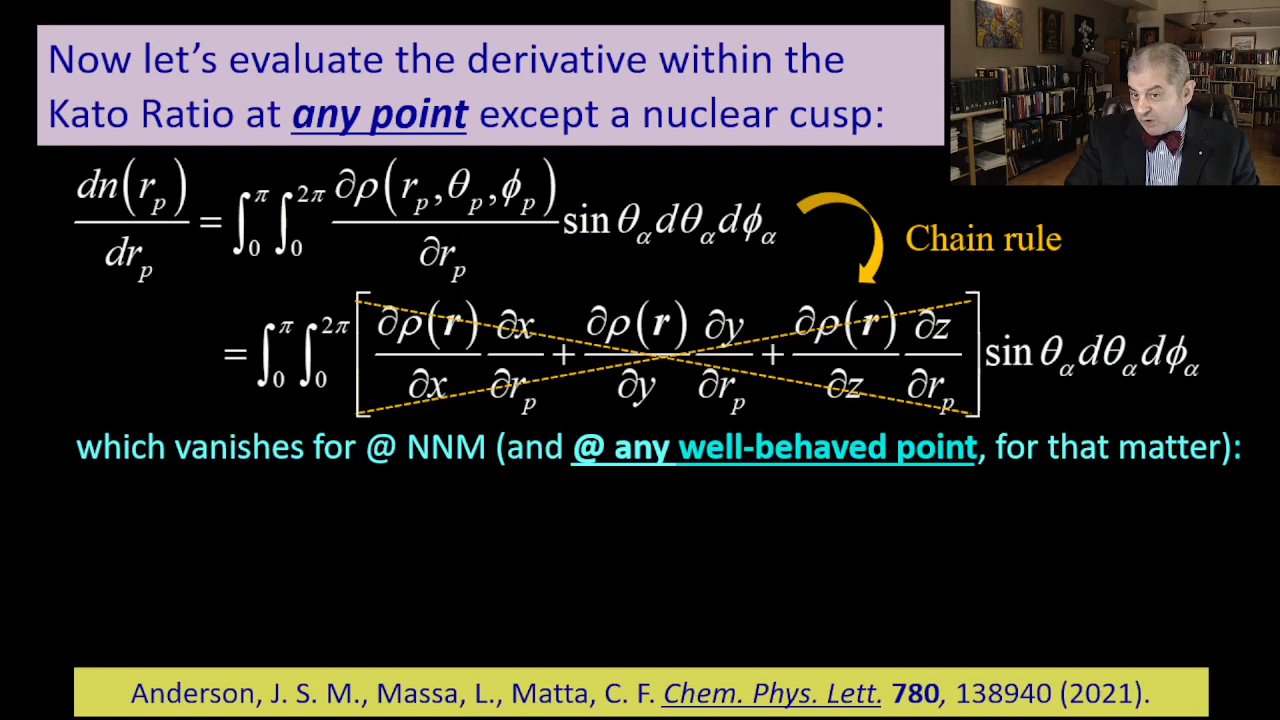 Now let's evaluate the derivative within the
Kato Ratio at any point except a nuclear cusp:
dn(r_p)/dr_p = ∫_0^π ∫_0^{2π} ∂ρ(r_p, θ_p, ϕ_p)/∂r_p sin θ_α dθ_α dϕ_α
Chain rule
= ∫_0^π ∫_0^{2π} [∂ρ(r)/∂x ∂x/∂r_p + ∂ρ(r)/∂y ∂y/∂r_p + ∂ρ(r)/∂z ∂z/∂r_p] sin θ_α dθ_α dϕ_α
which vanishes for @ NNM (and @ any well-behaved point, for that matter):
Anderson, J. S. M., Massa, L., Matta, C. F. Chem. Phys. Lett. 780, 138940 (2021).